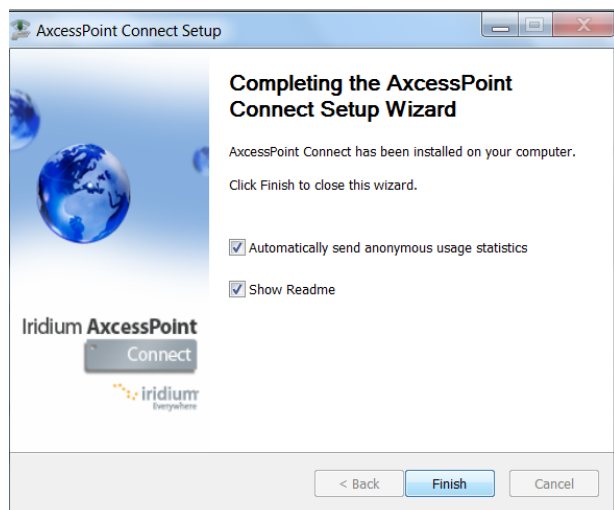 AxcessPoint Connect Setup
Completing the AxcessPoint
Connect Setup Wizard
AxcessPoint Connect has been installed on your computer.
Click Finish to close this wizard.
Automatically send anonymous usage statistics
Show Readme
Iridium AxcessPoint
Connect
iridium
Everywhere
< Back
Finish
Cancel